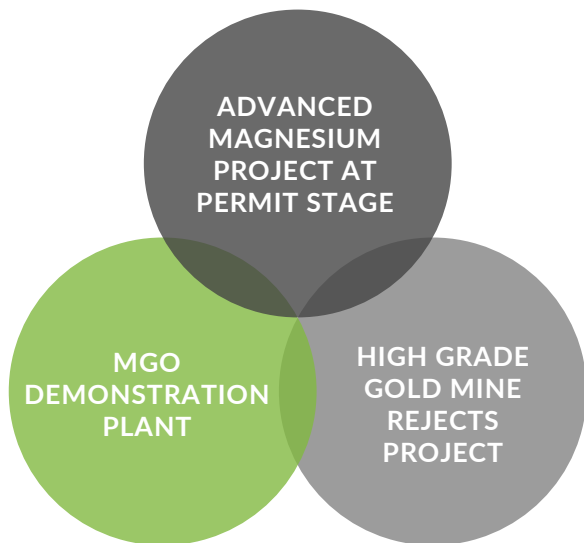 ADVANCED
MAGNESIUM
PROJECT AT
PERMIT STAGE
MGO
DEMONSTRATION
PLANT
HIGH GRADE
GOLD MINE
REJECTS
PROJECT